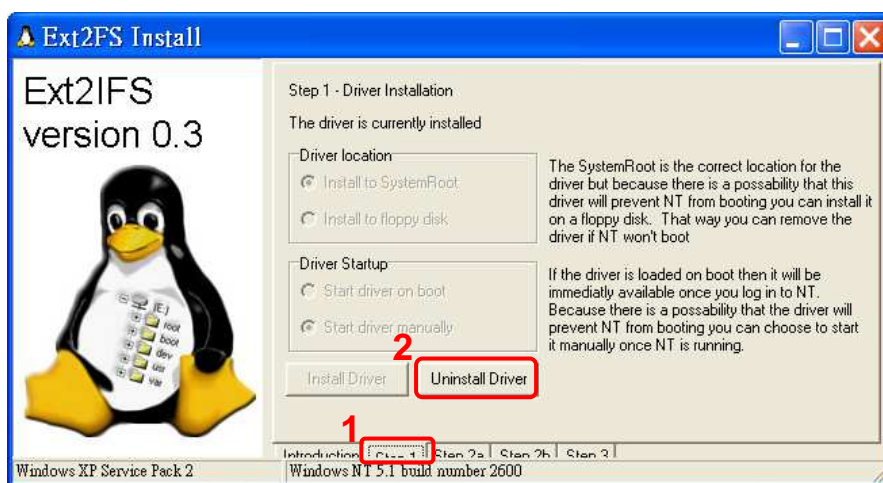 Ext2FS Install
Ext2IFS
version 0.3
(E:)
root
boot
dev
usr
var
Step 1 - Driver Installation
The driver is currently installed
Driver location
Install to SystemRoot
Install to floppy disk
The SystemRoot is the correct location for the
driver but because there is a possability that this
driver will prevent NT from booting you can install it
on a floppy disk. That way you can remove the
driver if NT won't boot
Driver Startup
Start driver on boot
Start driver manually
If the driver is loaded on boot then it will be
immediatly available once you log in to NT.
Because there is a possability that the driver will
prevent NT from booting you can choose to start
it manually once NT is running.
2
Install Driver
Uninstall Driver
1
Introduction
Step 1
Step 2a
Step 2b
Step 3
Windows XP Service Pack 2
Windows NT 5.1 build number 2600